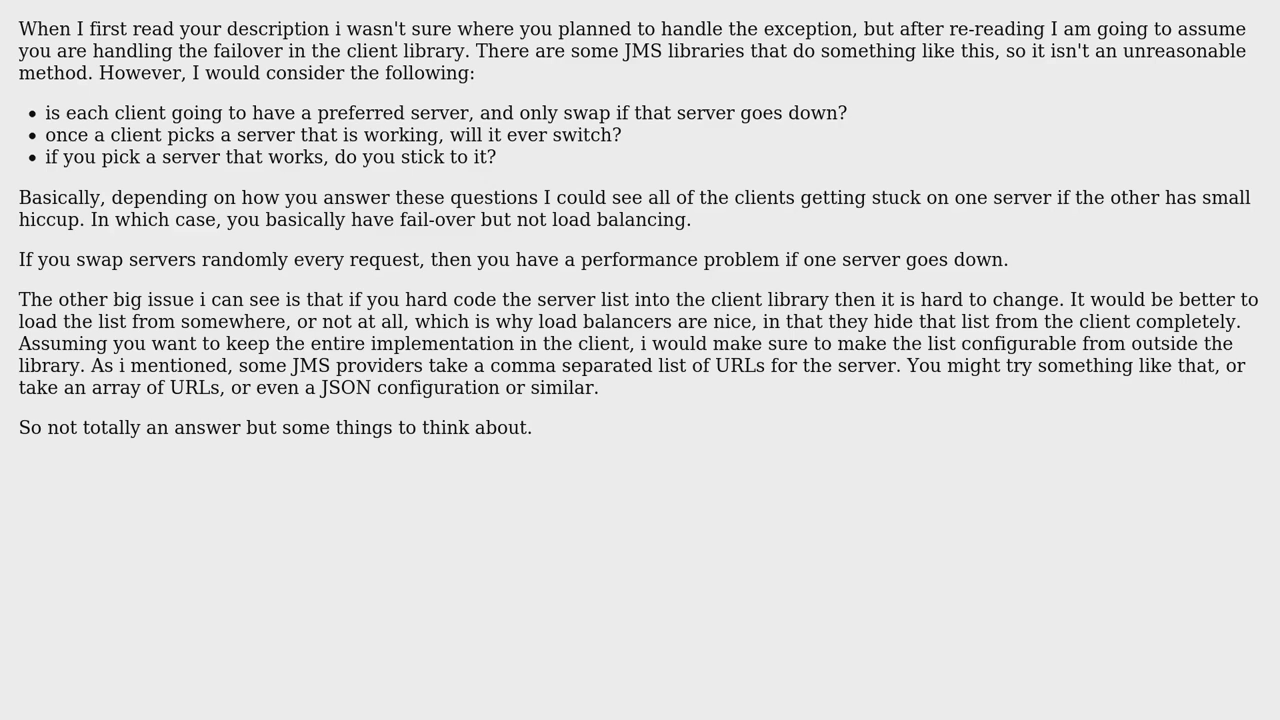 When I first read your description i wasn't sure where you planned to handle the exception, but after re-reading I am going to assume
you are handling the failover in the client library. There are some JMS libraries that do something like this, so it isn't an unreasonable
method. However, I would consider the following:
• is each client going to have a preferred server, and only swap if that server goes down?
• once a client picks a server that is working, will it ever switch?
• if you pick a server that works, do you stick to it?
Basically, depending on how you answer these questions I could see all of the clients getting stuck on one server if the other has small
hiccup. In which case, you basically have fail-over but not load balancing.
If you swap servers randomly every request, then you have a performance problem if one server goes down.
The other big issue i can see is that if you hard code the server list into the client library then it is hard to change. It would be better to
load the list from somewhere, or not at all, which is why load balancers are nice, in that they hide that list from the client completely.
Assuming you want to keep the entire implementation in the client, i would make sure to make the list configurable from outside the
library. As i mentioned, some JMS providers take a comma separated list of URLs for the server. You might try something like that, or
take an array of URLs, or even a JSON configuration or similar.
So not totally an answer but some things to think about.